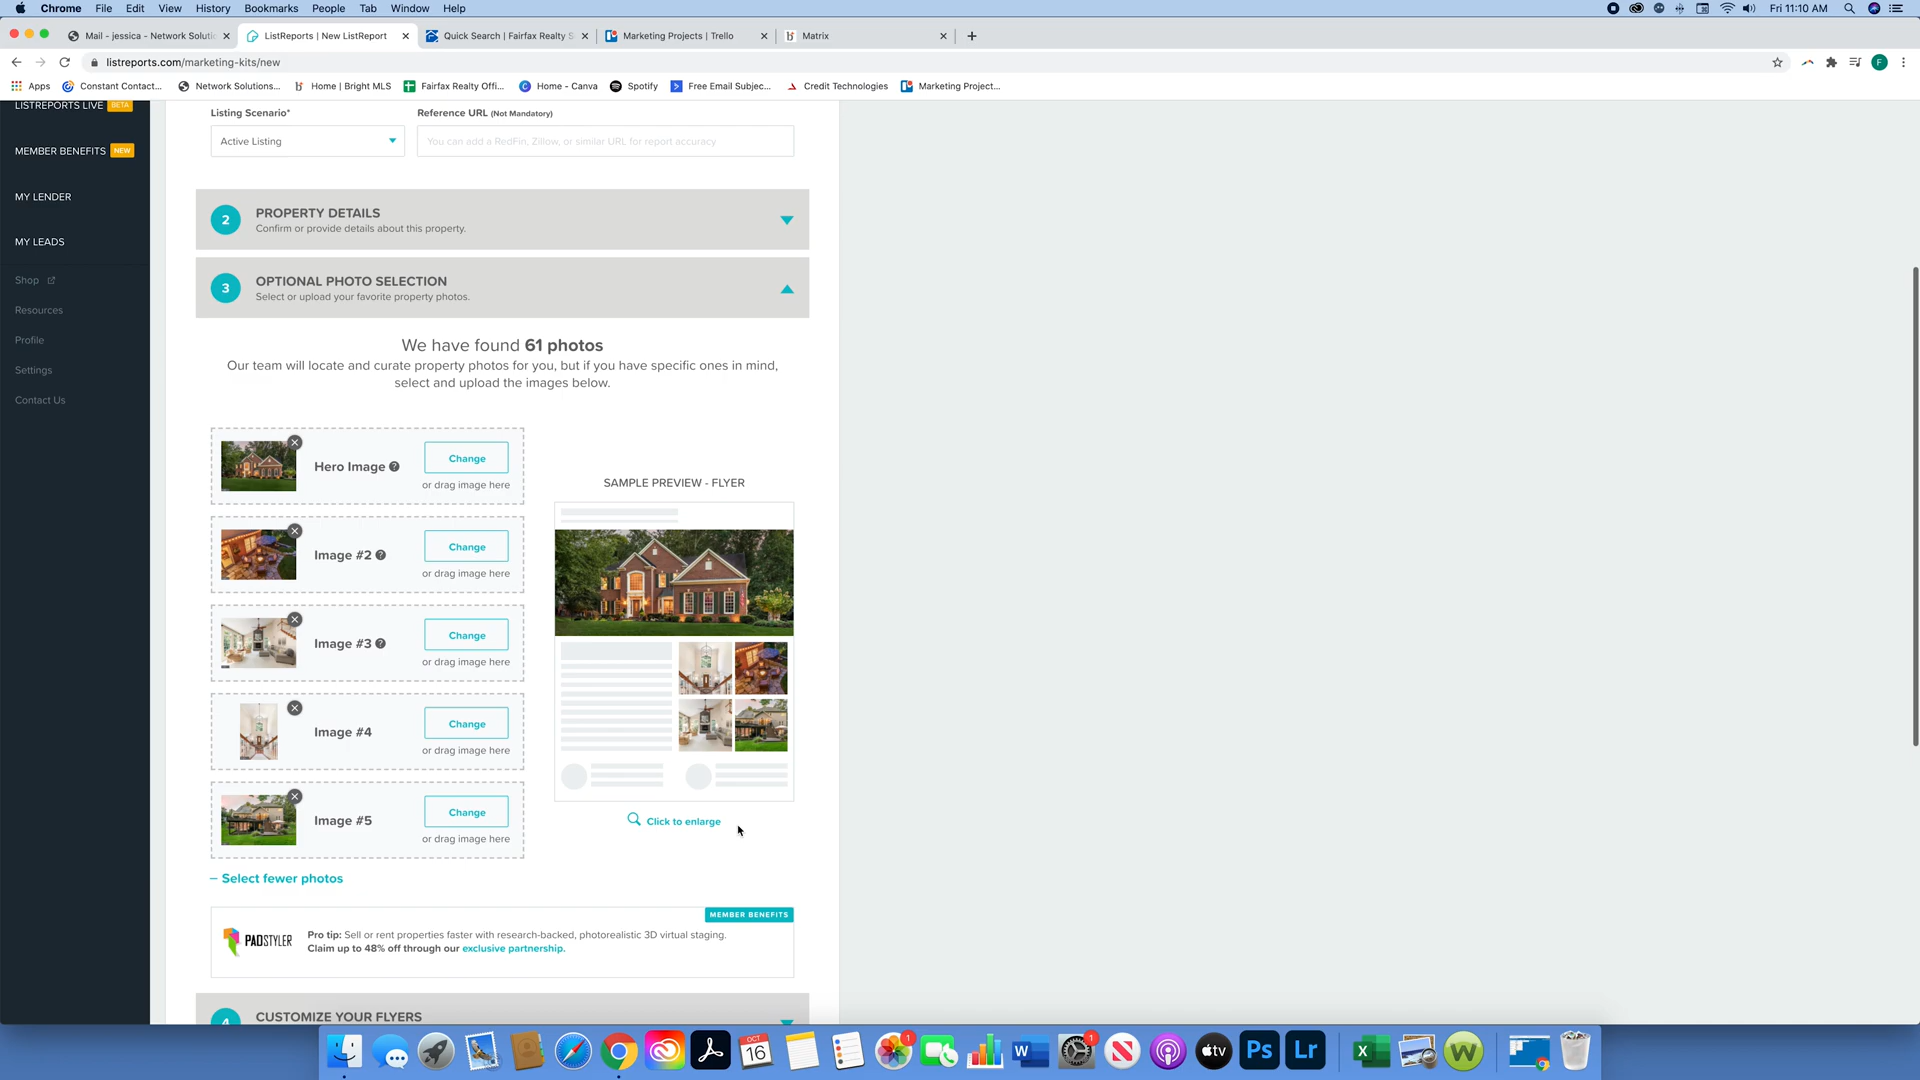 Chrome File Edit View History Bookmarks People Tab Window Help Fri 11:10 AM
Mail - jessica - Network Soluti
ListReports | New ListReport
Quick Search | Fairfax Realty S
Marketing Projects | Trello
Matrix
listreports.com/marketing-kits/new
F
Apps Constant Contact... Network Solutions... Home | Bright MLS Fairfax Realty Offi... Home - Canva Spotify Free Email Subjec... Credit Technologies Marketing Project...
LISTREPORTS LIVE BETA
MEMBER BENEFITS NEW
MY LENDER
MY LEADS
Shop
Resources
Profile
Settings
Contact Us
Listing Scenario*
Active Listing
Reference URL (Not Mandatory)
You can add a RedFin, Zillow, or similar URL for report accuracy
2
PROPERTY DETAILS
Confirm or provide details about this property.
3
OPTIONAL PHOTO SELECTION
Select or upload your favorite property photos.
We have found 61 photos
Our team will locate and curate property photos for you, but if you have specific ones in mind,
select and upload the images below.
Hero Image ?
Change
or drag image here
Image #2 ?
Change
or drag image here
Image #3 ?
Change
or drag image here
Image #4
Change
or drag image here
Image #5
Change
or drag image here
SAMPLE PREVIEW - FLYER
Click to enlarge
– Select fewer photos
MEMBER BENEFITS
PADSTYLER
Pro tip: Sell or rent properties faster with research-backed, photorealistic 3D virtual staging.
Claim up to 48% off through our exclusive partnership.
4
CUSTOMIZE YOUR FLYERS
OCT
16
1
W
1
tv
Ps
Lr
X
W